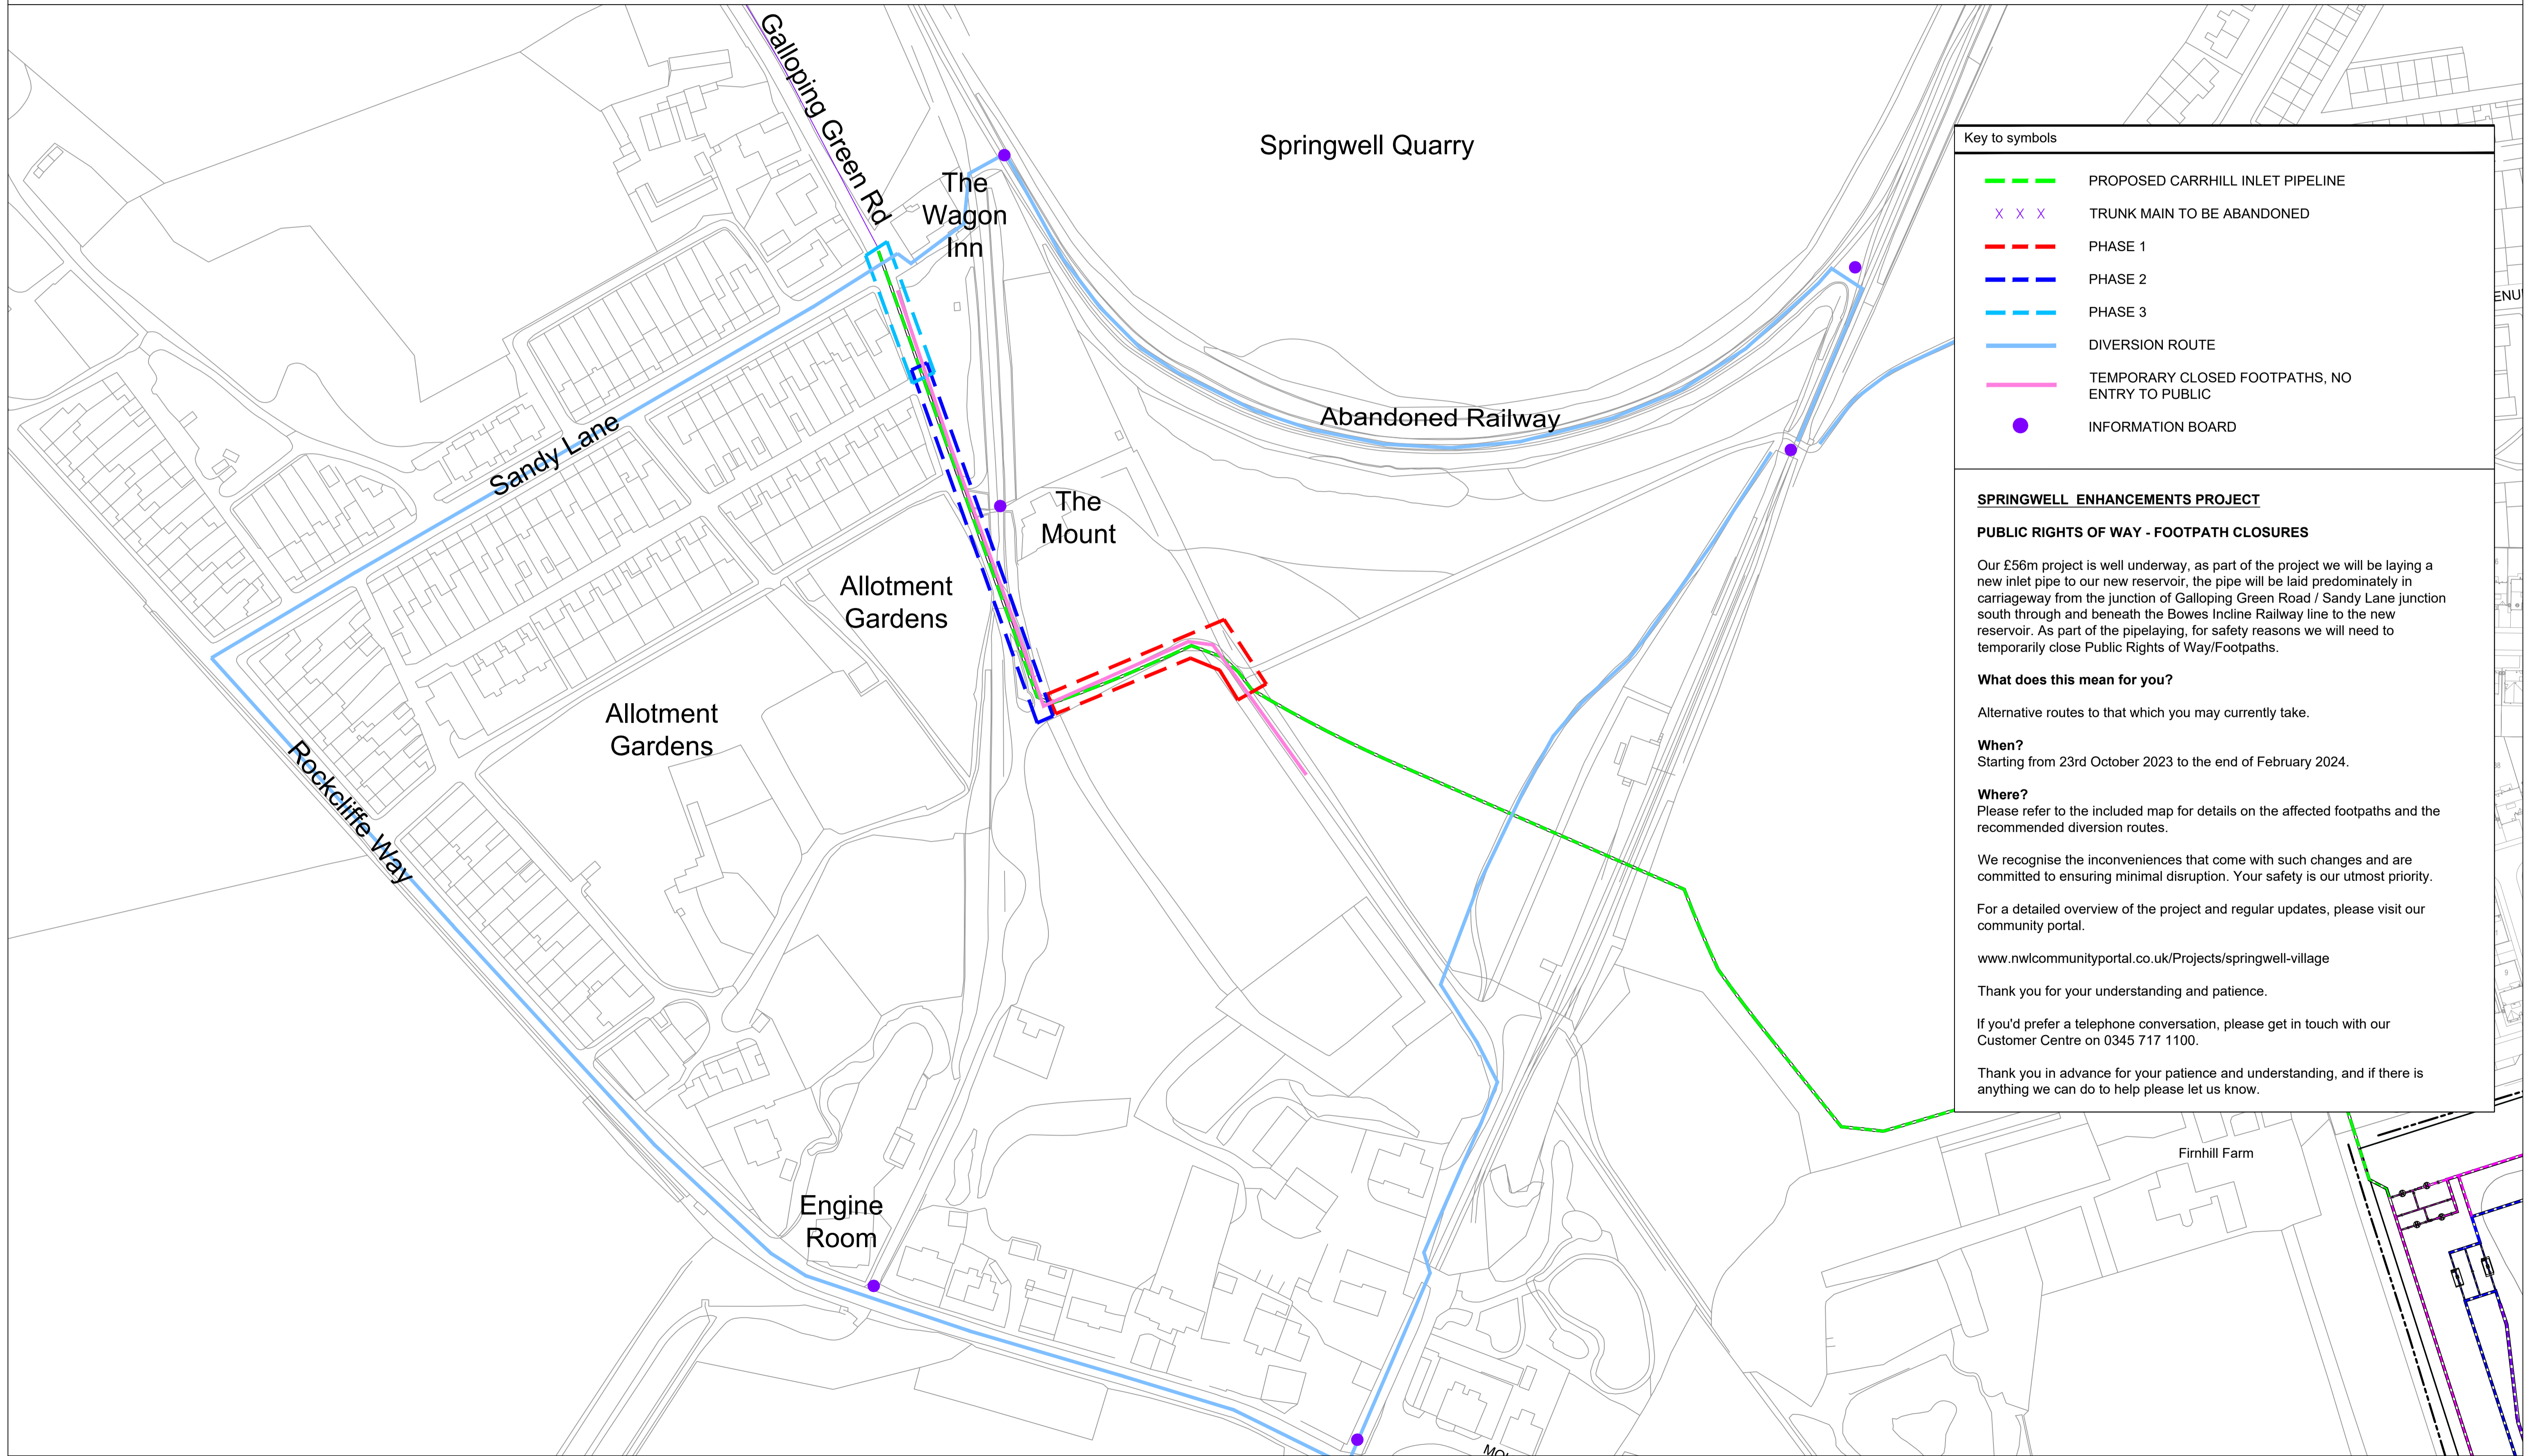 Galloping Green Rd
The
Wagon
Inn
Springwell Quarry
Sandy Lane
Abandoned Railway
The
Mount
Allotment
Gardens
Allotment
Gardens
Rockcliffe Way
Engine
Room
Firnhill Farm
Key to symbols
PROPOSED CARRHILL INLET PIPELINE
X X X TRUNK MAIN TO BE ABANDONED
PHASE 1
PHASE 2
PHASE 3
DIVERSION ROUTE
TEMPORARY CLOSED FOOTPATHS, NO
ENTRY TO PUBLIC
INFORMATION BOARD
SPRINGWELL ENHANCEMENTS PROJECT
PUBLIC RIGHTS OF WAY - FOOTPATH CLOSURES
Our £56m project is well underway, as part of the project we will be laying a
new inlet pipe to our new reservoir, the pipe will be laid predominately in
carriageway from the junction of Galloping Green Road / Sandy Lane junction
south through and beneath the Bowes Incline Railway line to the new
reservoir. As part of the pipelaying, for safety reasons we will need to
temporarily close Public Rights of Way/Footpaths.
What does this mean for you?
Alternative routes to that which you may currently take.
When?
Starting from 23rd October 2023 to the end of February 2024.
Where?
Please refer to the included map for details on the affected footpaths and the
recommended diversion routes.
We recognise the inconveniences that come with such changes and are
committed to ensuring minimal disruption. Your safety is our utmost priority.
For a detailed overview of the project and regular updates, please visit our
community portal.
www.nwlcommunityportal.co.uk/Projects/springwell-village
Thank you for your understanding and patience.
If you'd prefer a telephone conversation, please get in touch with our
Customer Centre on 0345 717 1100.
Thank you in advance for your patience and understanding, and if there is
anything we can do to help please let us know.